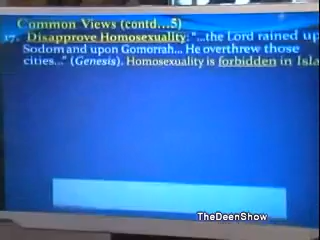 Common Views (contd...5)
17. Disapprove Homosexuality: "...the Lord rained up
Sodom and upon Gomorrah... He overthrew those
cities..." (Genesis). Homosexuality is forbidden in Isla
TheDeenShow